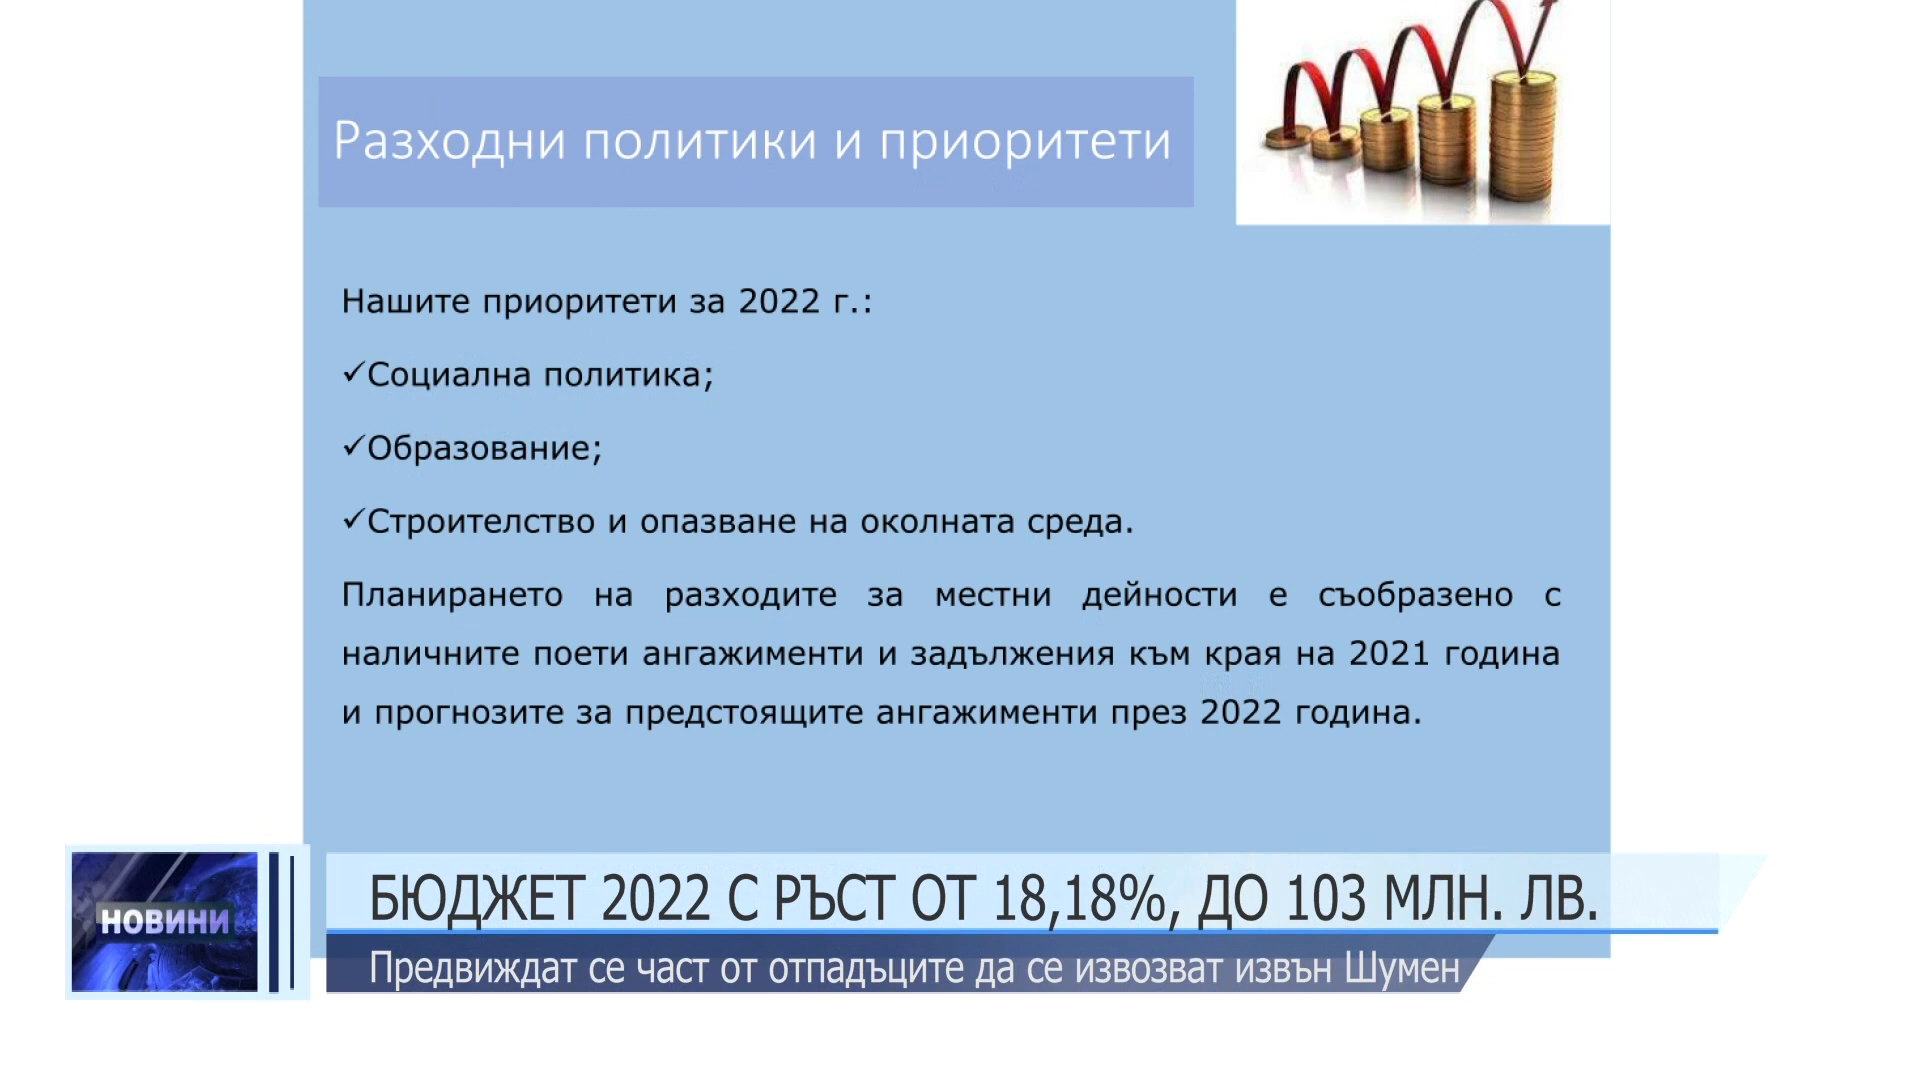 Разходни политики и приоритети
Нашите приоритети за 2022 г.:
✓Социална политика;
✓Образование;
✓Строителство и опазване на околната среда.
Планирането на разходите за местни дейности е съобразено с
наличните поети ангажименти и задължения към края на 2021 година
и прогнозите за предстоящите ангажименти през 2022 година.
НОВИНИ
БЮДЖЕТ 2022 С РЪСТ ОТ 18,18%, ДО 103 МЛН. ЛВ.
Предвиждат се част от отпадъците да се извозват извън Шумен